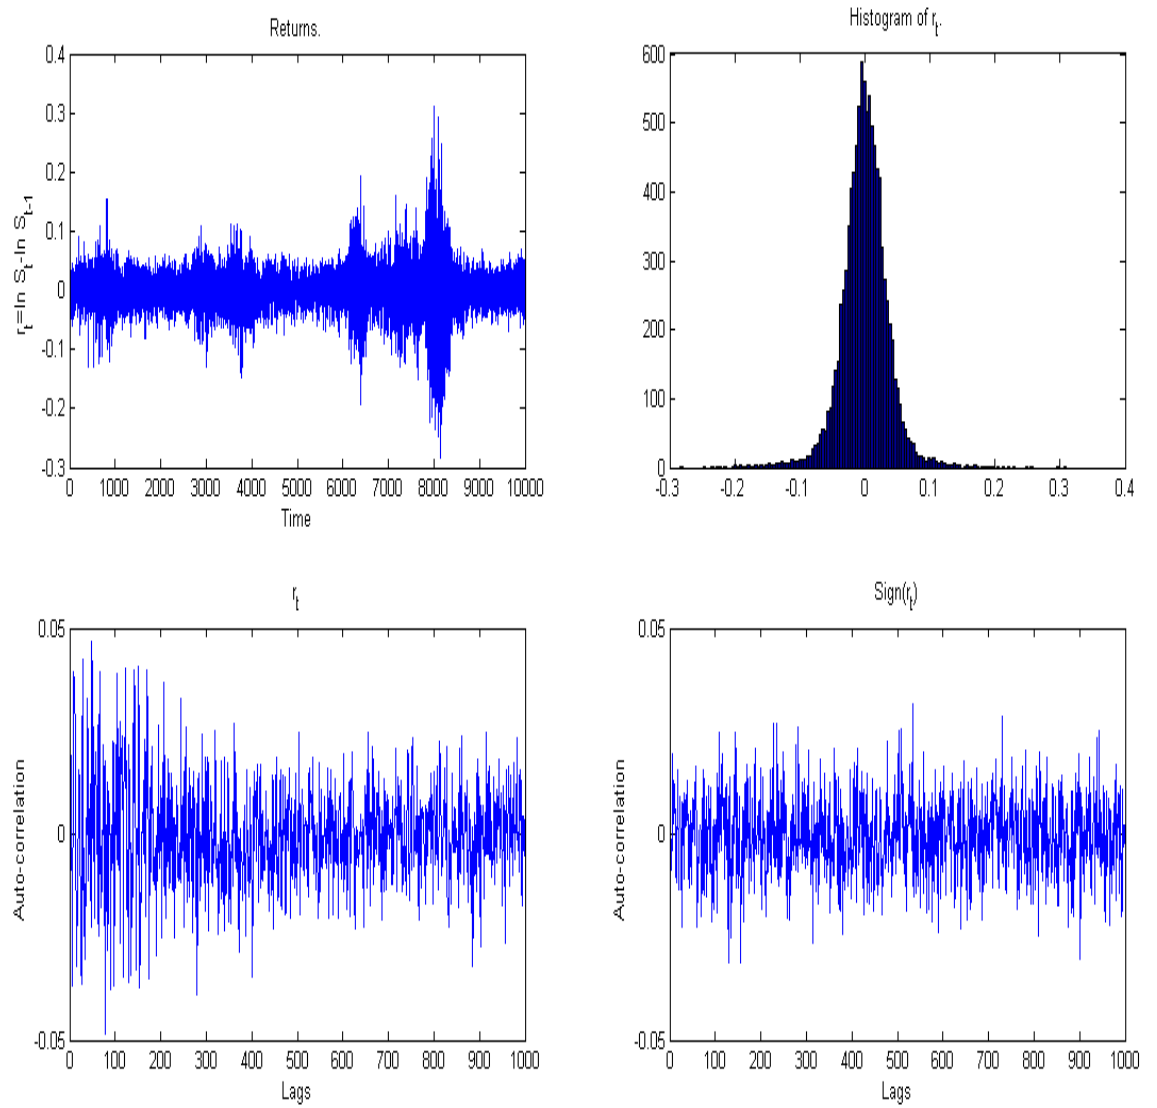 Returns.
0.4
0.3
0.2
0.1
0
-0.1
-0.2
-0.3
r_t=ln S_t-ln S_{t-1}
0 1000 2000 3000 4000 5000 6000 7000 8000 9000 10000
Time
Histogram of r_t.
600
500
400
300
200
100
0
-0.3 -0.2 -0.1 0 0.1 0.2 0.3 0.4
r_t
0.05
0
-0.05
Auto-correlation
0 100 200 300 400 500 600 700 800 900 1000
Lags
Sign(r_t)
0.05
0
-0.05
Auto-correlation
0 100 200 300 400 500 600 700 800 900 1000
Lags